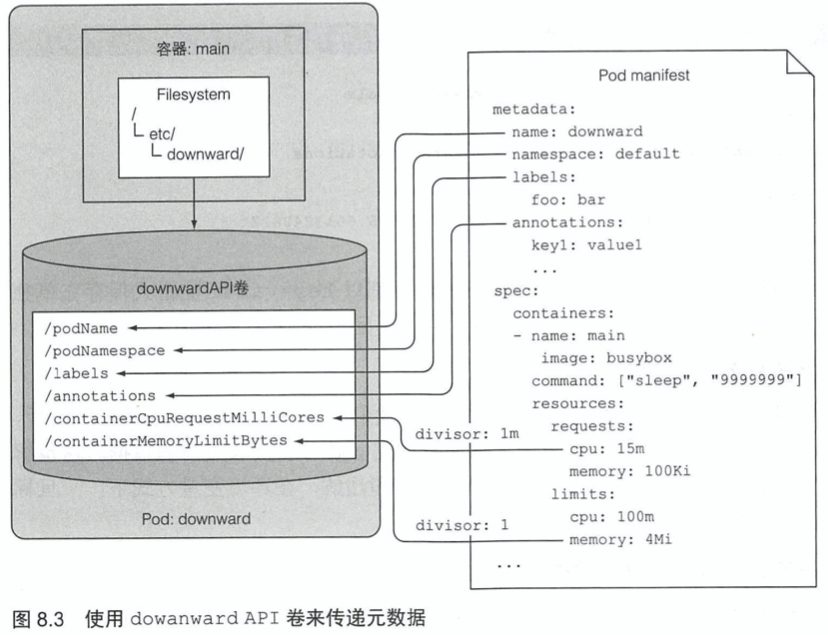 容器: main
Filesystem
/
etc/
downward/
downwardAPI卷
/podName
/podNamespace
/labels
/annotations
/containerCpuRequestMilliCores
/containerMemoryLimitBytes
Pod: downward
divisor: 1m
divisor: 1
Pod manifest
metadata:
name: downward
namespace: default
labels:
foo: bar
annotations:
key1: value1
...
spec:
containers:
- name: main
image: busybox
command: ["sleep", "9999999"]
resources:
requests:
cpu: 15m
memory: 100Ki
limits:
cpu: 100m
memory: 4Mi
...
图 8.3 使用 dowanward API 卷来传递元数据